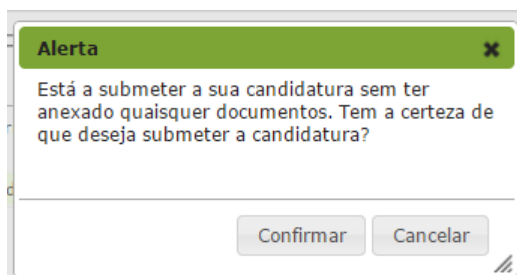 Alerta
Está a submeter a sua candidatura sem ter
anexado quaisquer documentos. Tem a certeza de
que deseja submeter a candidatura?
Confirmar Cancelar